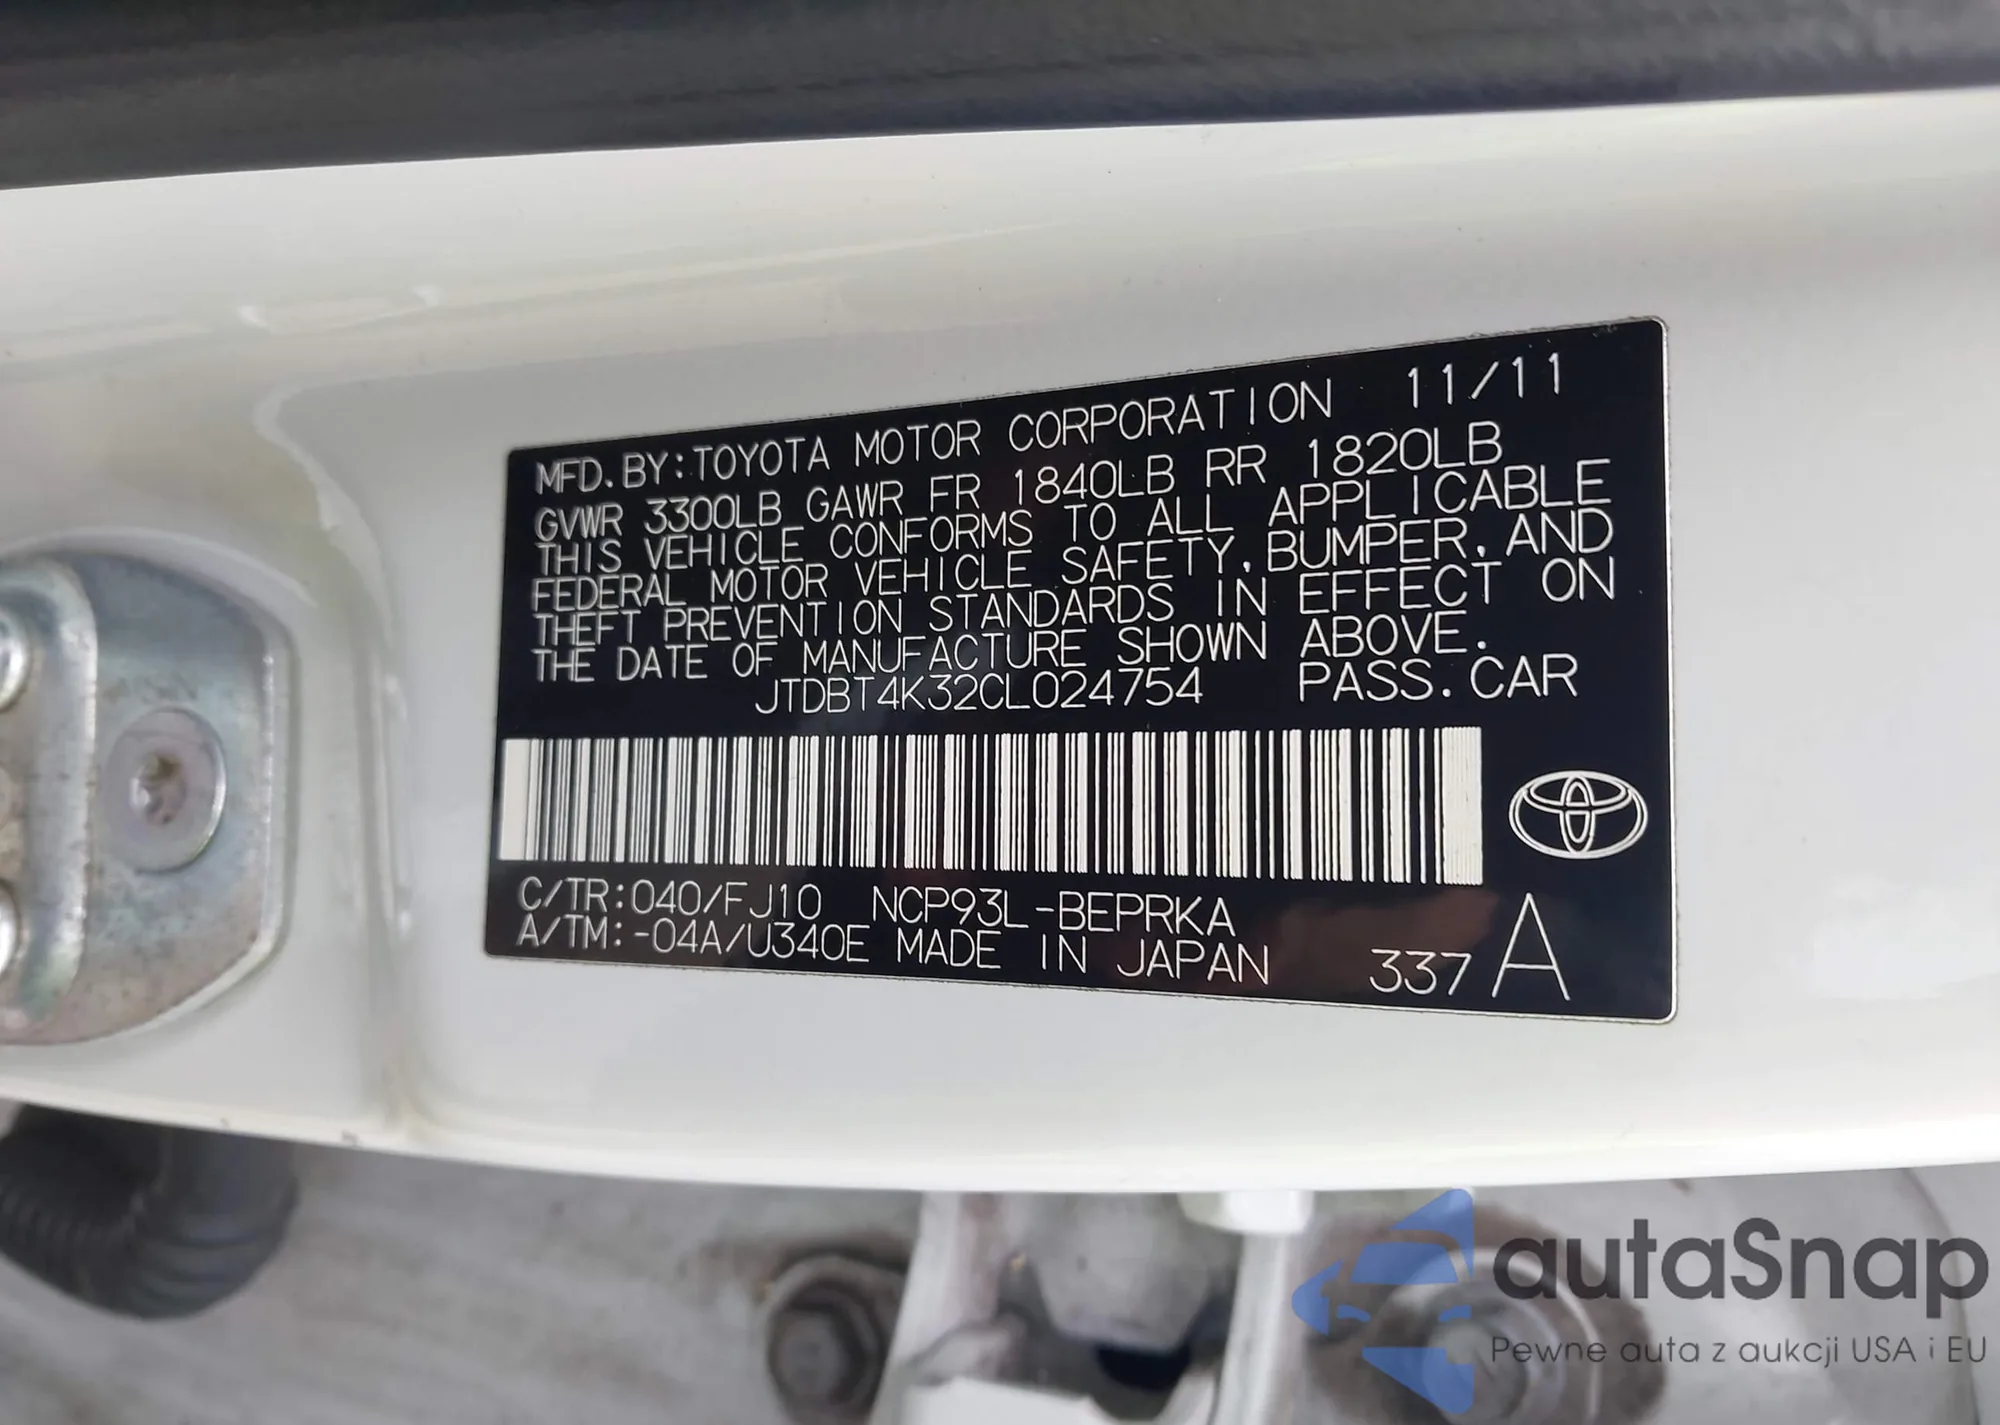 MFD.BY:TOYOTA MOTOR CORPORATION 11/11
GVWR 3300LB GAWR FR 1840LB RR 1820LB
THIS VEHICLE CONFORMS TO ALL APPLICABLE
FEDERAL MOTOR VEHICLE SAFETY,BUMPER,AND
THEFT PREVENTION STANDARDS IN EFFECT ON
THE DATE OF MANUFACTURE SHOWN ABOVE.
JTDBT4K32CL024754 PASS.CAR
C/TR:040/FJ10 NCP93L-BEPRKA
A/TM:-04A/U340E MADE IN JAPAN 337 A
autaSnap
Pewne auta z aukcji USA i EU